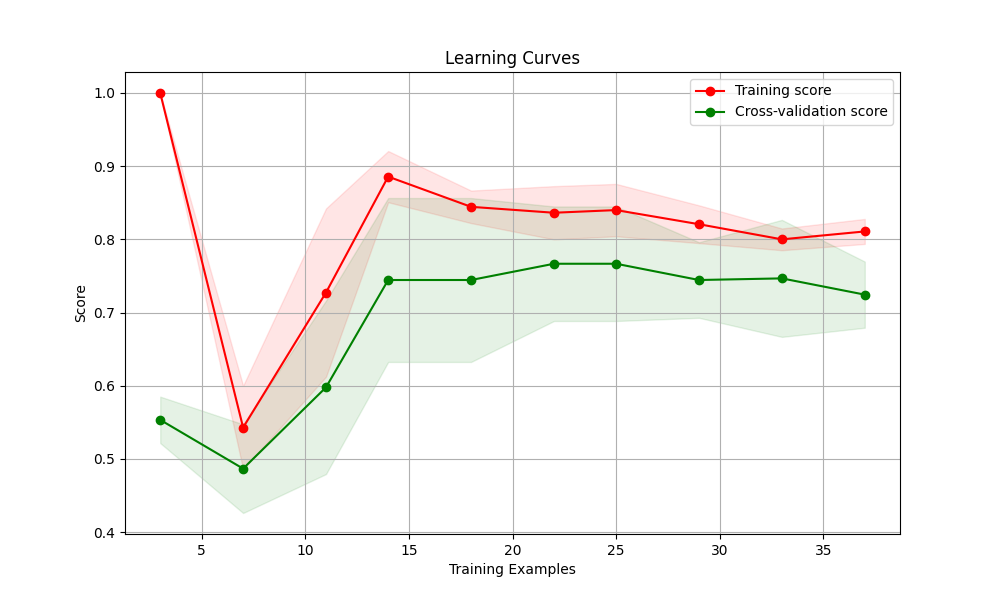 Learning Curves
Training score
Cross-validation score
1.0
0.9
0.8
0.7
0.6
0.5
0.4
Score
5 10 15 20 25 30 35
Training Examples